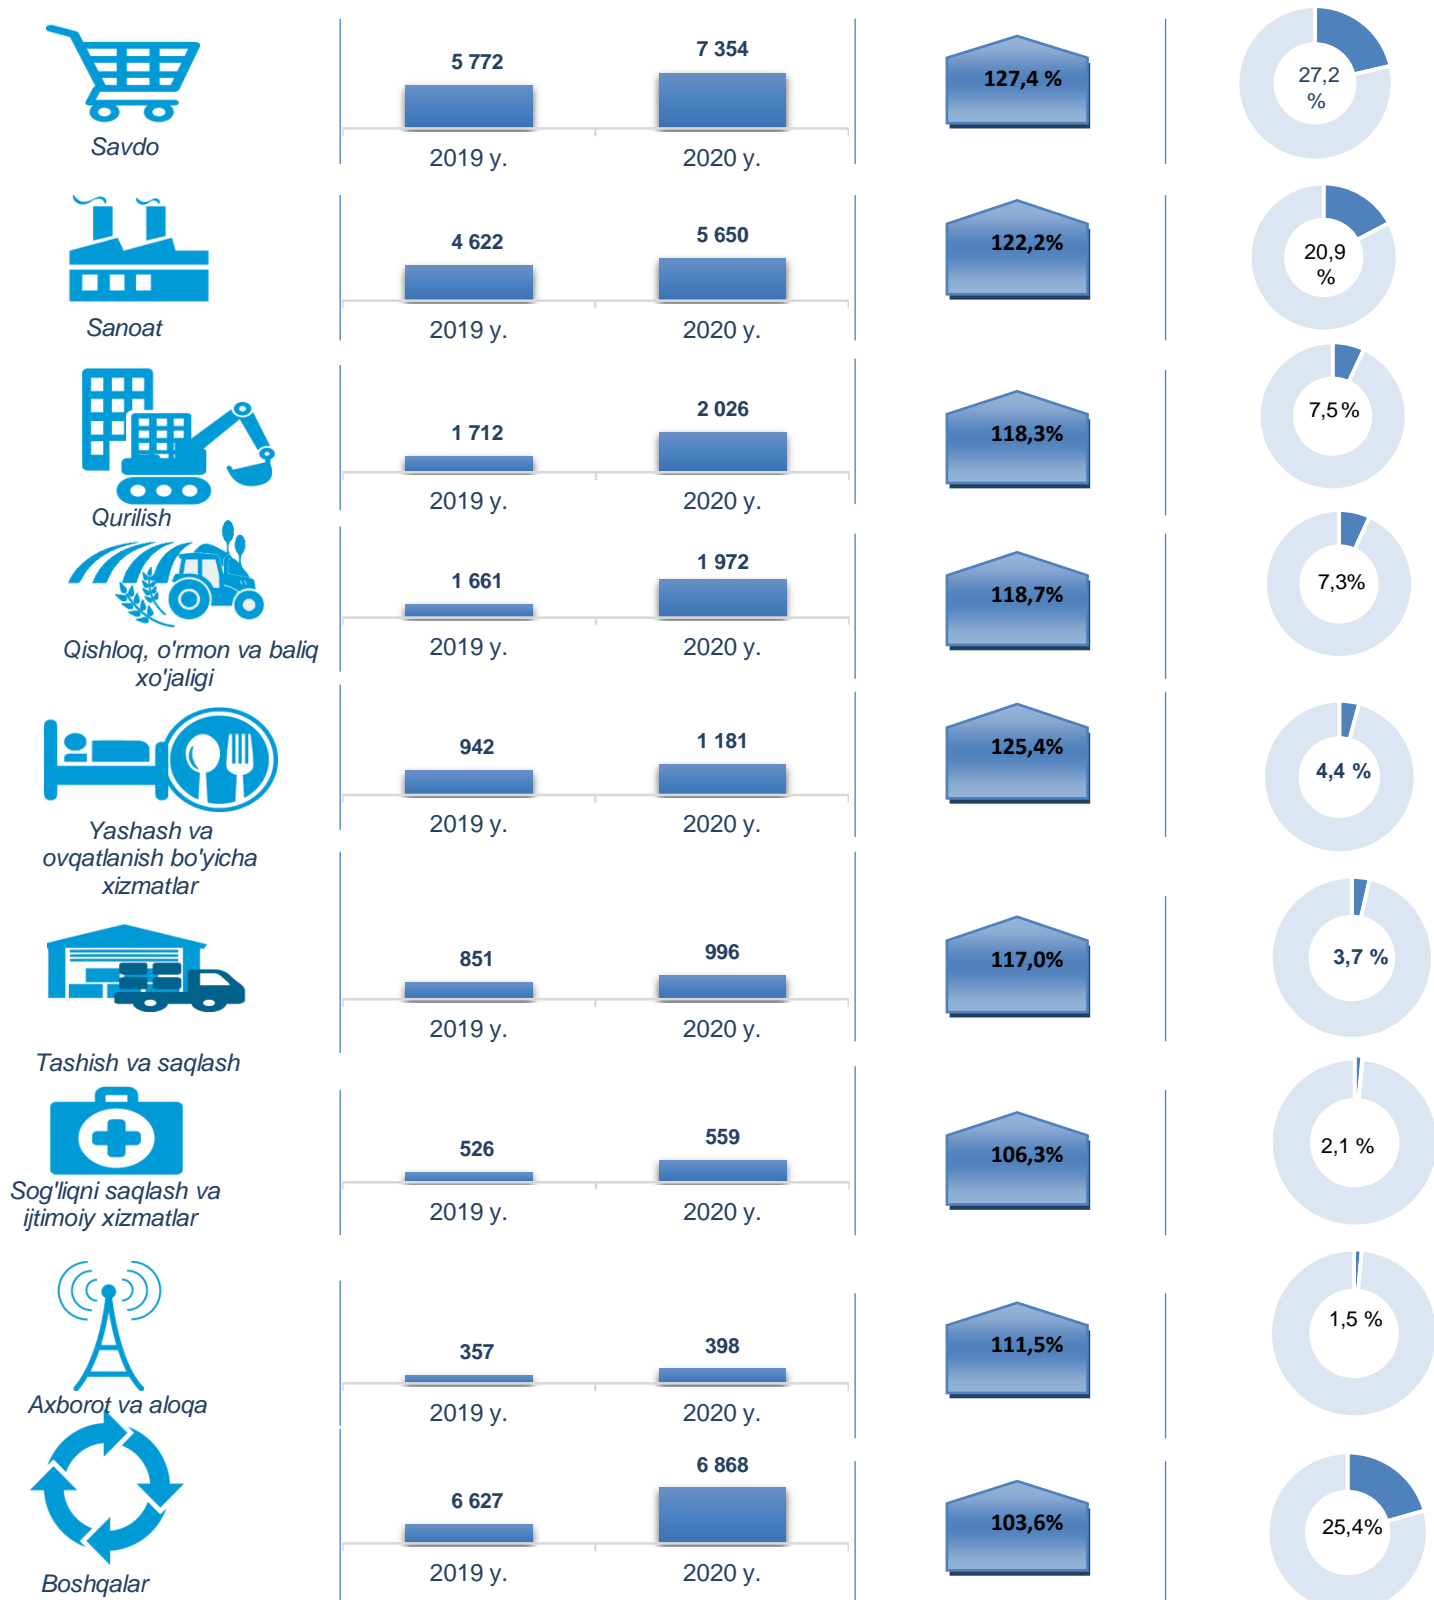 5 772
7 354
127,4 %
27,2
%
Savdo
2019 y.
2020 y.
4 622
5 650
122,2%
20,9
%
Sanoat
2019 y.
2020 y.
1 712
2 026
118,3%
7,5 %
Qurilish
2019 y.
2020 y.
1 661
1 972
118,7%
7,3%
Qishloq, o'rmon va baliq
xo'jaligi
2019 y.
2020 y.
942
1 181
125,4%
4,4 %
Yashash va
ovqatlanish bo'yicha
xizmatlar
2019 y.
2020 y.
851
996
117,0%
3,7 %
Tashish va saqlash
2019 y.
2020 y.
526
559
106,3%
2,1 %
Sog'liqni saqlash va
ijtimoiy xizmatlar
2019 y.
2020 y.
357
398
111,5%
1,5 %
Axborot va aloqa
2019 y.
2020 y.
6 627
6 868
103,6%
25,4%
Boshqalar
2019 y.
2020 y.